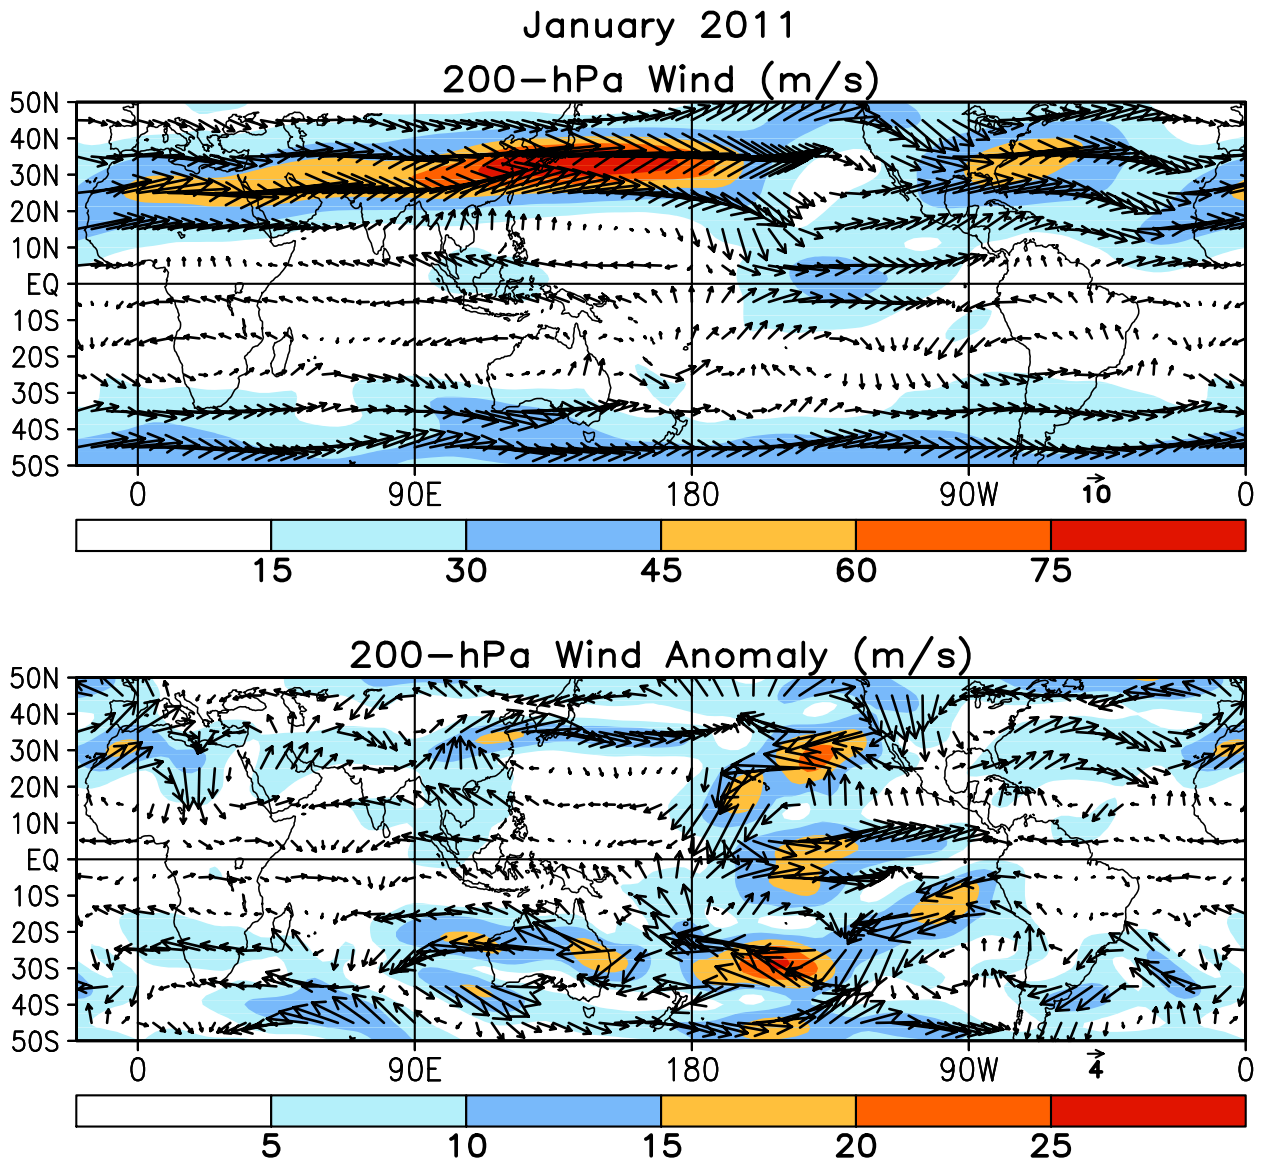 January 2011
200-hPa Wind (m/s)
50N
40N
30N
20N
10N
EQ
10S
20S
30S
40S
50S
0 90E 180 90W 10 0
15 30 45 60 75
200-hPa Wind Anomaly (m/s)
50N
40N
30N
20N
10N
EQ
10S
20S
30S
40S
50S
0 90E 180 90W 4 0
5 10 15 20 25